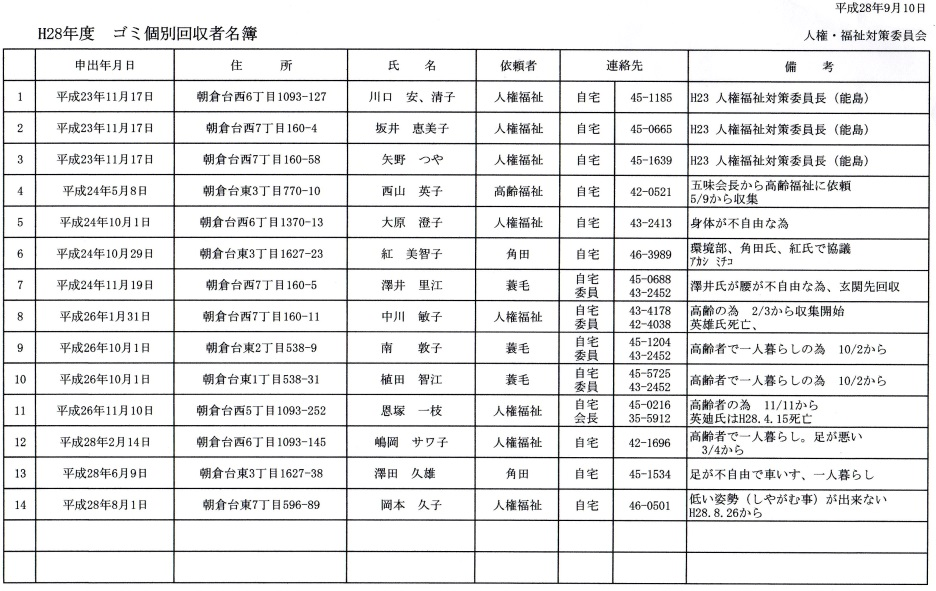 平成28年9月10日
H28年度　ゴミ個別回収者名簿
人権・福祉対策委員会
申出年月日 住　所 氏　名 依頼者 連絡先 備　考
1 平成23年11月17日 朝倉台西6丁目1093-127 川口　安、清子 人権福祉 自宅 45-1185 H23 人権福祉対策委員長（能島）
2 平成23年11月17日 朝倉台西7丁目160-4 坂井　恵美子 人権福祉 自宅 45-0665 H23 人権福祉対策委員長（能島）
3 平成23年11月17日 朝倉台西7丁目160-58 矢野　つや 人権福祉 自宅 45-1639 H23 人権福祉対策委員長（能島）
4 平成24年5月8日 朝倉台東3丁目770-10 西山　英子 高齢福祉 自宅 42-0521 五味会長から高齢福祉に依頼
5/9から収集
5 平成24年10月1日 朝倉台西6丁目1370-13 大原　澄子 人権福祉 自宅 43-2413 身体が不自由な為
6 平成24年10月29日 朝倉台東3丁目1627-23 紅　美智子 角田 自宅 46-3989 環境部、角田氏、紅氏で協議
ｱｶｼ ﾐﾁｺ
7 平成24年11月19日 朝倉台西7丁目160-5 澤井　里江 蓑毛 自宅 45-0688 澤井氏が腰が不自由な為、玄関先回収
委員 43-2452
8 平成26年1月31日 朝倉台西7丁目160-11 中川　敏子 人権福祉 自宅 43-4178 高齢の為　2/3から収集開始
委員 42-4038 英雄氏死亡、
9 平成26年10月1日 朝倉台東2丁目538-9 南　敦子 蓑毛 自宅 45-1204 高齢者で一人暮らしの為　10/2から
委員 43-2452
10 平成26年10月1日 朝倉台東1丁目538-31 植田　智江 蓑毛 自宅 45-5725 高齢者で一人暮らしの為　10/2から
委員 43-2452
11 平成26年11月10日 朝倉台西5丁目1093-252 恩塚　一枝 人権福祉 自宅 45-0216 高齢者の為　11/11から
会長 35-5912 英廸氏はH28.4.15死亡
12 平成28年2月14日 朝倉台西6丁目1093-145 嶋岡　サワ子 人権福祉 自宅 42-1696 高齢者で一人暮らし。足が悪い
3/4から
13 平成28年6月9日 朝倉台東3丁目1627-38 澤田　久雄 角田 自宅 45-1534 足が不自由で車いす、一人暮らし
14 平成28年8月1日 朝倉台東7丁目596-89 岡本　久子 人権福祉 自宅 46-0501 低い姿勢（しやがむ事）が出来ない
H28.8.26から